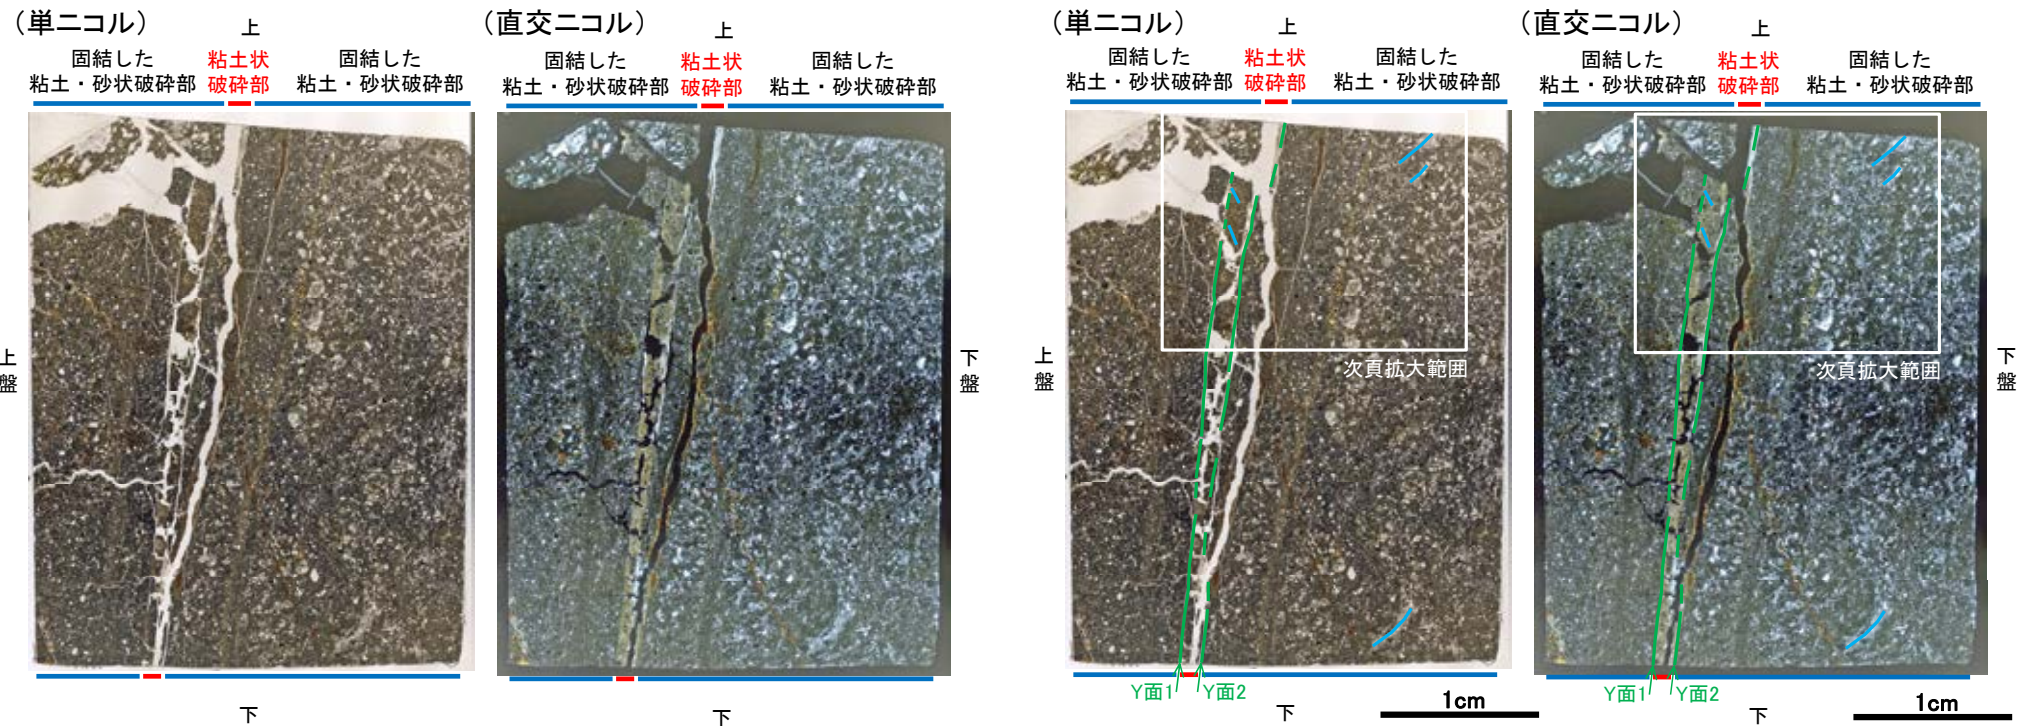 （単ニコル）
上
固結した
粘土・砂状破砕部
粘土状
破砕部
固結した
粘土・砂状破砕部
上盤
下
（直交ニコル）
上
固結した
粘土・砂状破砕部
粘土状
破砕部
固結した
粘土・砂状破砕部
下盤
下
（単ニコル）
上
固結した
粘土・砂状破砕部
粘土状
破砕部
固結した
粘土・砂状破砕部
上盤
次頁拡大範囲
Y面1
Y面2
下
1cm
（直交ニコル）
上
固結した
粘土・砂状破砕部
粘土状
破砕部
固結した
粘土・砂状破砕部
次頁拡大範囲
下盤
Y面1
Y面2
下
1cm